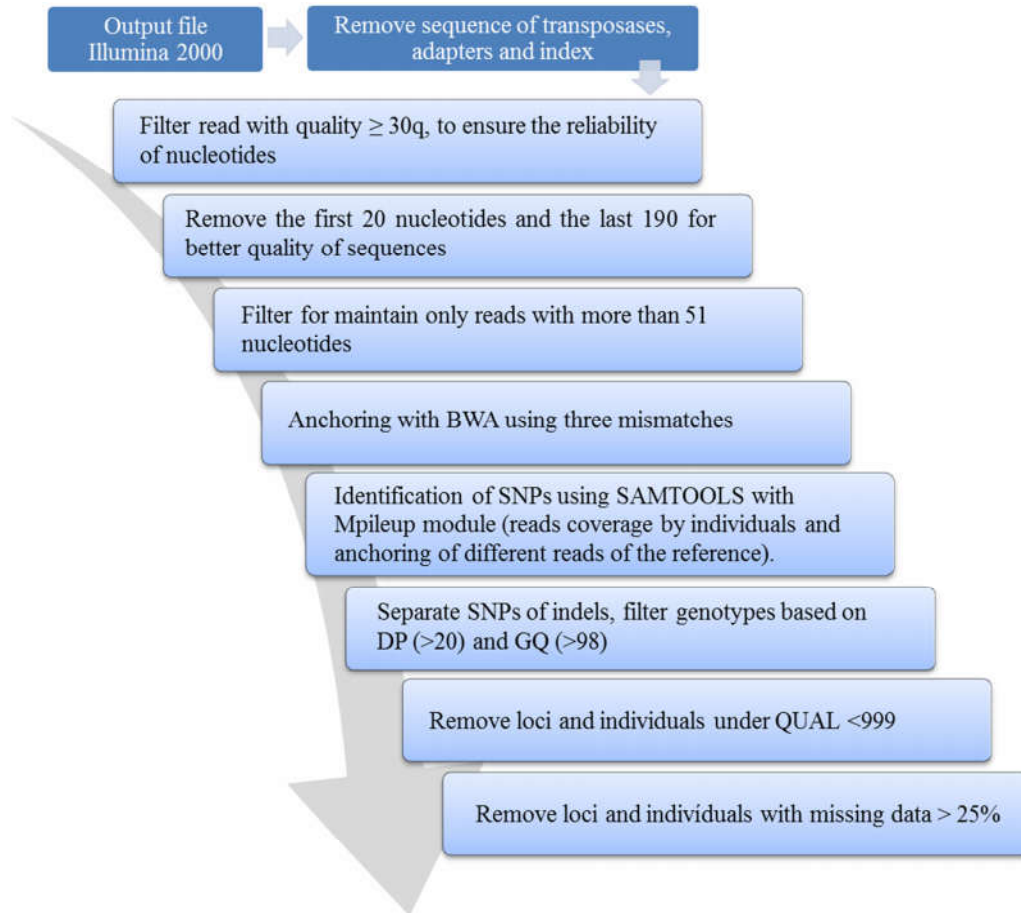 Output file
Illumina 2000
Remove sequence of transposases,
adapters and index
Filter read with quality ≥ 30q, to ensure the reliability
of nucleotides
Remove the first 20 nucleotides and the last 190 for
better quality of sequences
Filter for maintain only reads with more than 51
nucleotides
Anchoring with BWA using three mismatches
Identification of SNPs using SAMTOOLS with
Mpileup module (reads coverage by individuals and
anchoring of different reads of the reference).
Separate SNPs of indels, filter genotypes based on
DP (>20) and GQ (>98)
Remove loci and individuals under QUAL <999
Remove loci and indivíduals with missing data > 25%